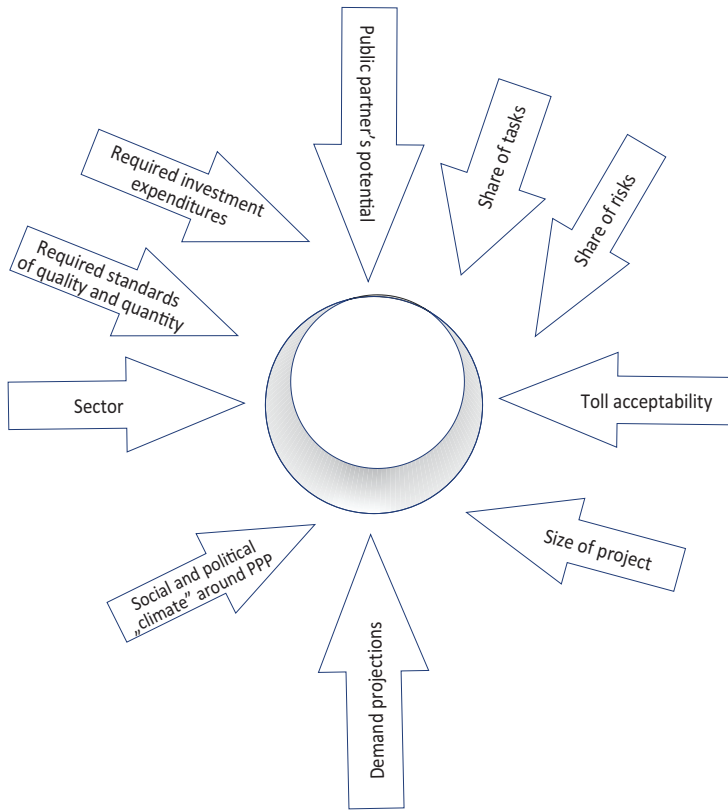 Public partner's potential
Share of tasks
Share of risks
Required investment
expenditures
Required standards
of quality and quantity
Sector
Toll acceptability
Size of project
Social and political
„climate” around PPP
Demand projections